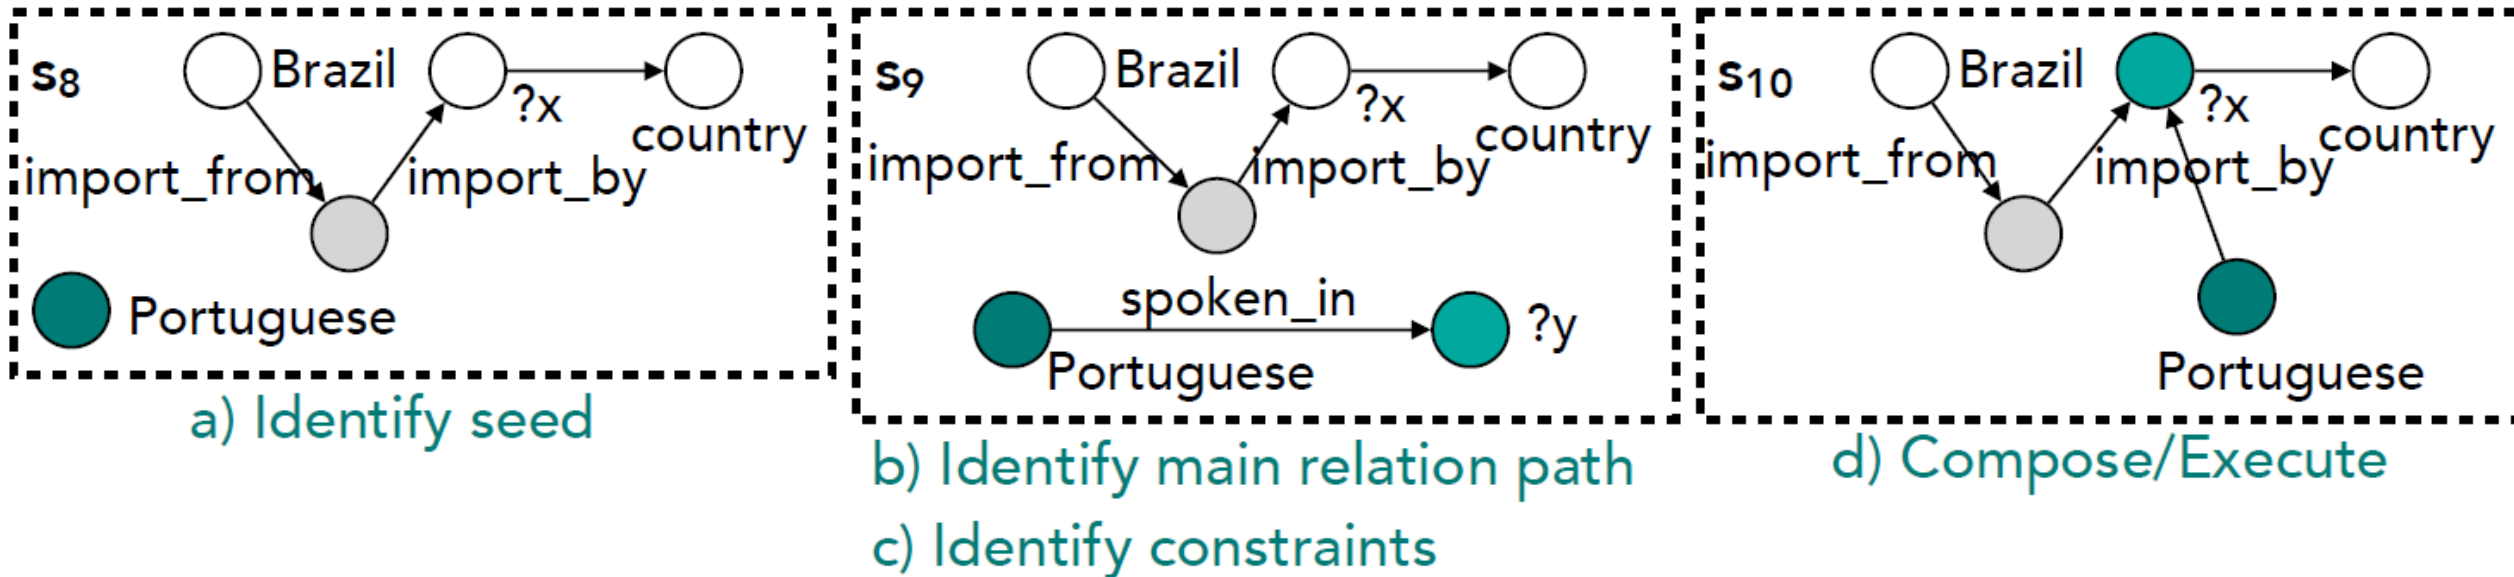 s8
Brazil
?x
country
import_from
import_by
Portuguese
a) Identify seed
s9
Brazil
?x
country
import_from
import_by
spoken_in
?y
Portuguese
b) Identify main relation path
c) Identify constraints
s10
Brazil
?x
country
import_from
import_by
Portuguese
d) Compose/Execute